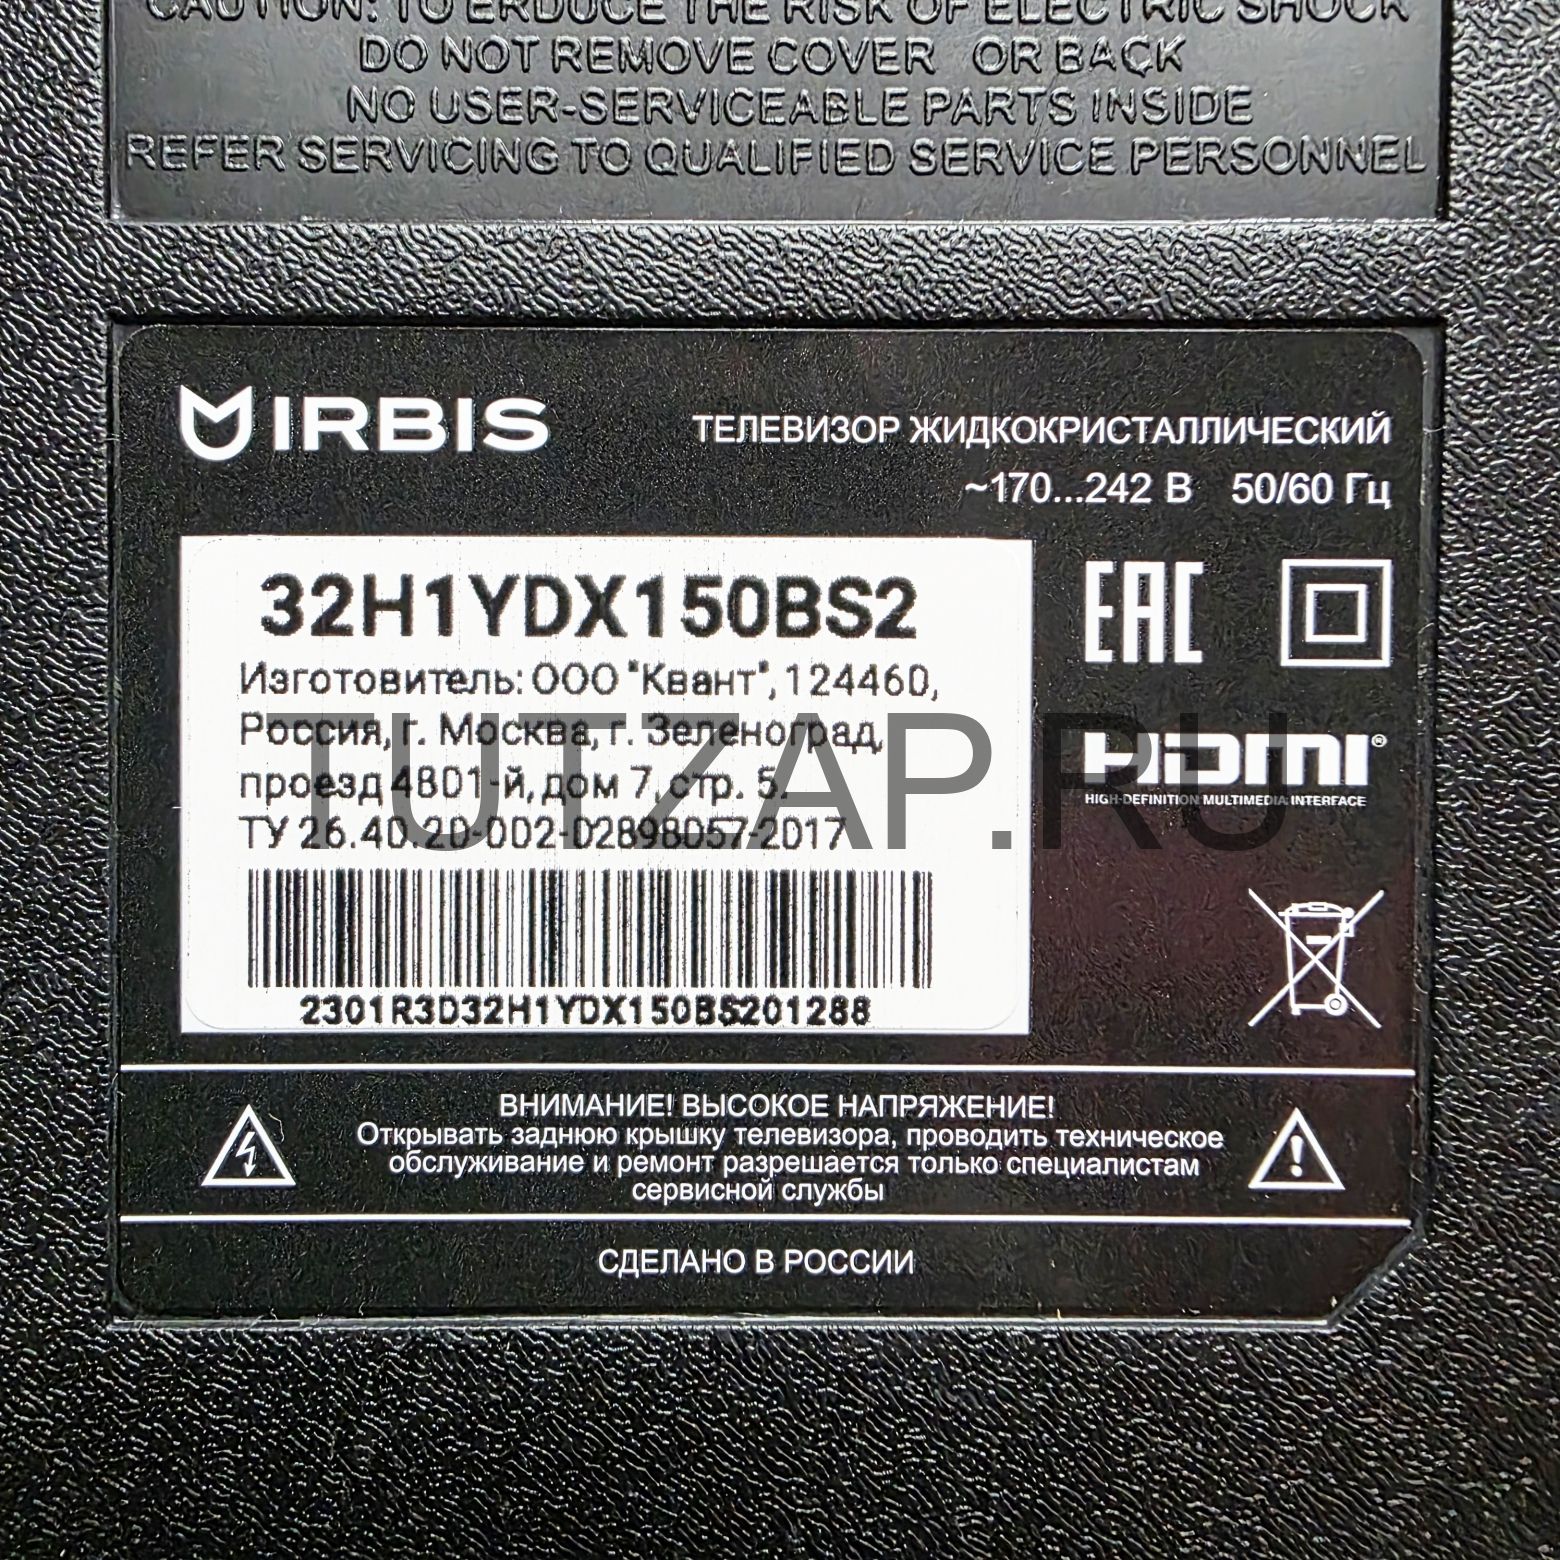 CAUTION: TO ERDUCE THE RISK OF ELECTRIC SHOCK
DO NOT REMOVE COVER OR BACK
NO USER-SERVICEABLE PARTS INSIDE
REFER SERVICING TO QUALIFIED SERVICE PERSONNEL
IRBIS
ТЕЛЕВИЗОР ЖИДКОКРИСТАЛЛИЧЕСКИЙ
~170...242 В 50/60 Гц
32H1YDX150BS2
Изготовитель: ООО "Квант", 124460,
Россия, г. Москва, г. Зеленоград,
проезд 4801-й, дом 7, стр. 5.
ТУ 26.40.20-002-02898057-2017
2301R3D32H1YDX150BS201288
EAC
HDMI®
HIGH-DEFINITION MULTIMEDIA INTERFACE
TUTZAP.RU
ВНИМАНИЕ! ВЫСОКОЕ НАПРЯЖЕНИЕ!
Открывать заднюю крышку телевизора, проводить техническое
обслуживание и ремонт разрешается только специалистам
сервисной службы
СДЕЛАНО В РОССИИ